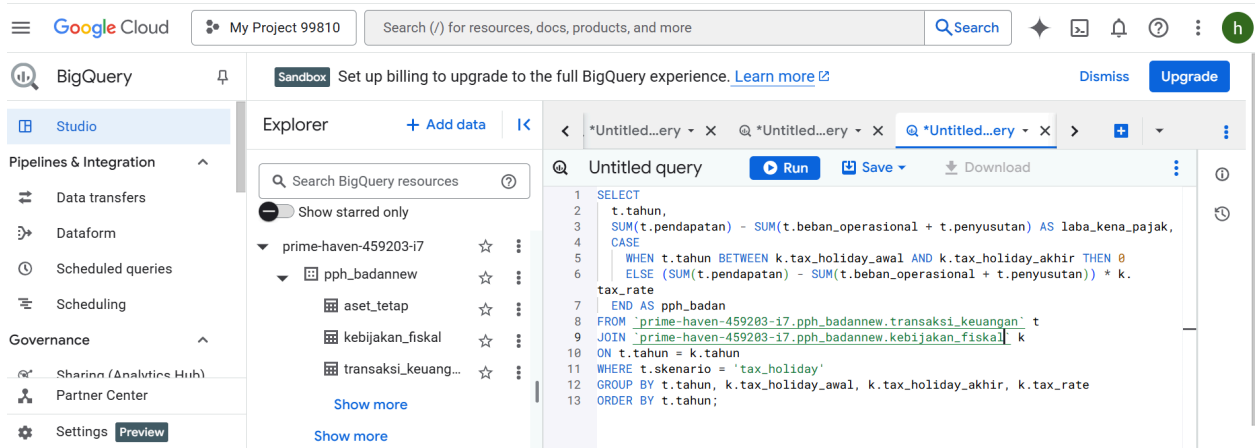 Google Cloud
My Project 99810
Search (/) for resources, docs, products, and more
Search
h
BigQuery
Sandbox Set up billing to upgrade to the full BigQuery experience. Learn more
Dismiss
Upgrade
Studio
Pipelines & Integration
Data transfers
Dataform
Scheduled queries
Scheduling
Governance
Sharing (Analytics Hub)
Partner Center
Settings Preview
Explorer
+ Add data
Search BigQuery resources
Show starred only
prime-haven-459203-i7
pph_badannew
aset_tetap
kebijakan_fiskal
transaksi_keuang...
Show more
Show more
*Untitled...ery
*Untitled...ery
*Untitled...ery
Untitled query
Run
Save
Download
1 SELECT
2 t.tahun,
3 SUM(t.pendapatan) - SUM(t.beban_operasional + t.penyusutan) AS laba_kena_pajak,
4 CASE
5 WHEN t.tahun BETWEEN k.tax_holiday_awal AND k.tax_holiday_akhir THEN 0
6 ELSE (SUM(t.pendapatan) - SUM(t.beban_operasional + t.penyusutan)) * k.
tax_rate
7 END AS pph_badan
8 FROM `prime-haven-459203-i7.pph_badannew.transaksi_keuangan` t
9 JOIN `prime-haven-459203-i7.pph_badannew.kebijakan_fiskal` k
10 ON t.tahun = k.tahun
11 WHERE t.skenario = 'tax_holiday'
12 GROUP BY t.tahun, k.tax_holiday_awal, k.tax_holiday_akhir, k.tax_rate
13 ORDER BY t.tahun;